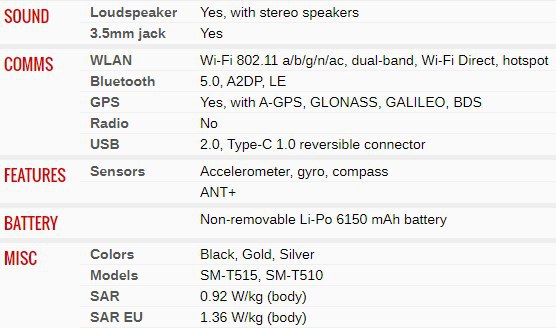 SOUND Loudspeaker Yes, with stereo speakers
3.5mm jack Yes
COMMS WLAN Wi-Fi 802.11 a/b/g/n/ac, dual-band, Wi-Fi Direct, hotspot
Bluetooth 5.0, A2DP, LE
GPS Yes, with A-GPS, GLONASS, GALILEO, BDS
Radio No
USB 2.0, Type-C 1.0 reversible connector
FEATURES Sensors Accelerometer, gyro, compass
ANT+
BATTERY Non-removable Li-Po 6150 mAh battery
MISC Colors Black, Gold, Silver
Models SM-T515, SM-T510
SAR 0.92 W/kg (body)
SAR EU 1.36 W/kg (body)